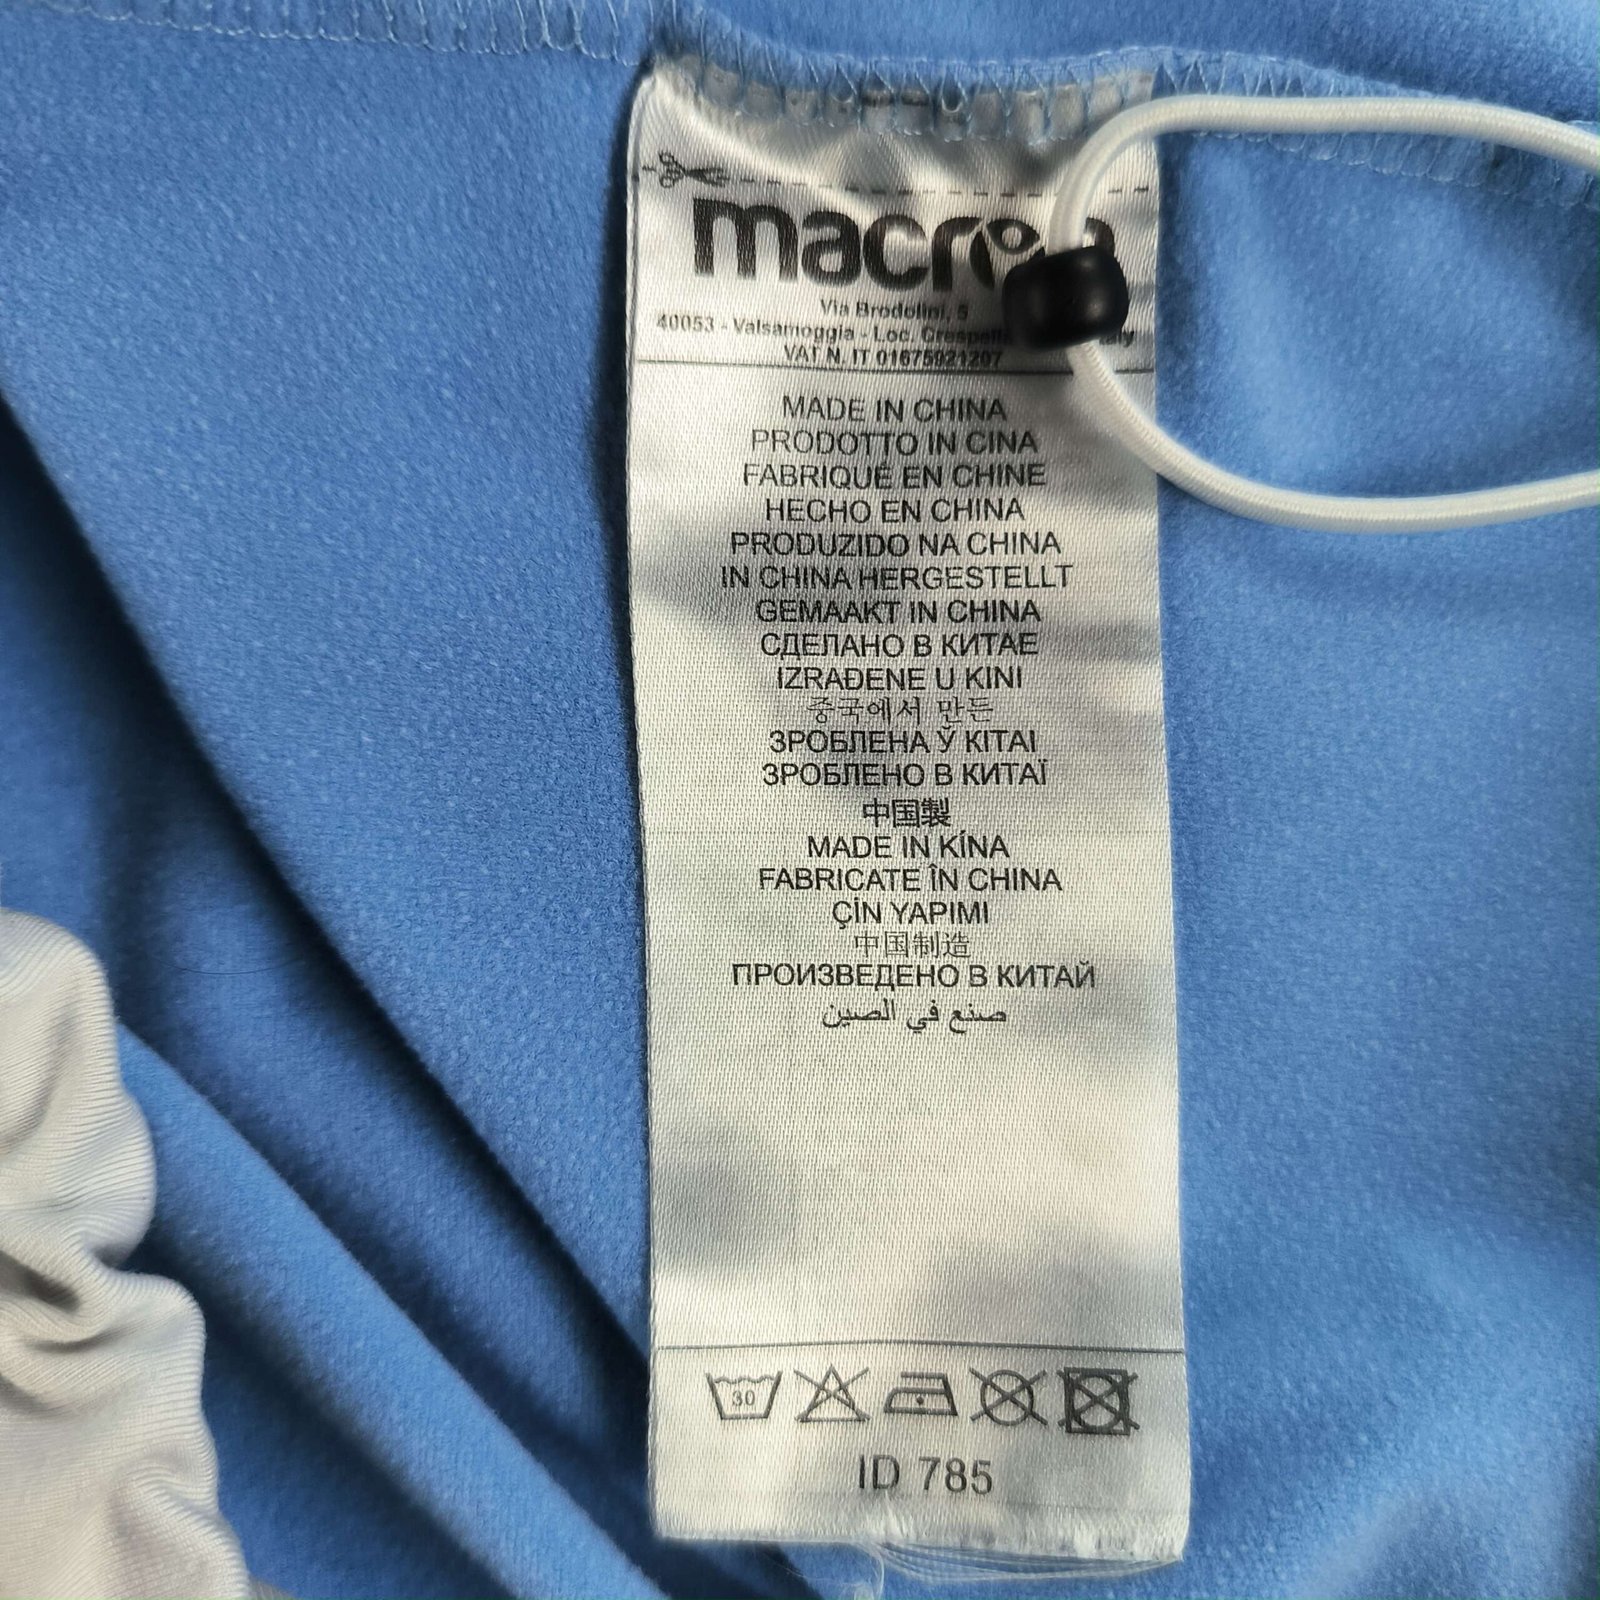 macron
Via Brodolini, 5
40053 - Valsamoggia - Loc. Crespella
VAT N. IT 01675921207
MADE IN CHINA
PRODOTTO IN CINA
FABRIQUÉ EN CHINE
HECHO EN CHINA
PRODUZIDO NA CHINA
IN CHINA HERGESTELLT
GEMAAKT IN CHINA
СДЕЛАНО В КИТАЕ
IZRAĐENE U KINI
중국에서 만든
ЗРОБЛЕНА Ў КІТАІ
ЗРОБЛЕНО В КИТАЇ
中国製
MADE IN KÍNA
FABRICATE ÎN CHINA
ÇİN YAPIMI
中国制造
ПРОИЗВЕДЕНО В КИТАЙ
صنع في الصين
30
ID 785